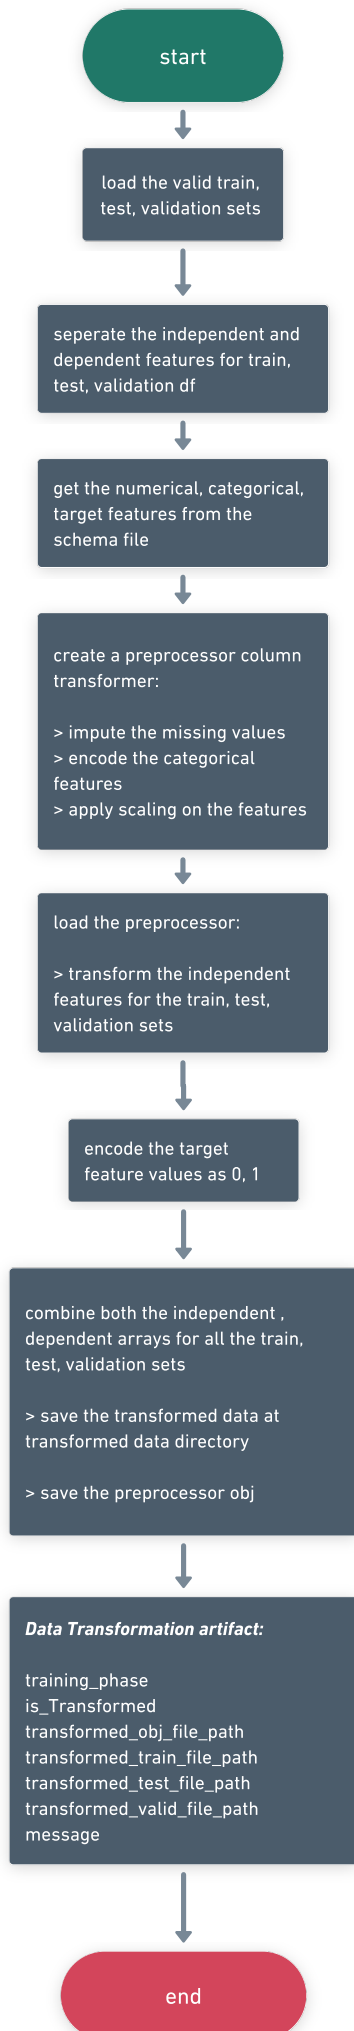 start
load the valid train,
test, validation sets
seperate the independent and
dependent features for train,
test, validation df
get the numerical, categorical,
target features from the
schema file
create a preprocessor column
transformer:
> impute the missing values
> encode the categorical
features
> apply scaling on the features
load the preprocessor:
> transform the independent
features for the train, test,
validation sets
encode the target
feature values as 0, 1
combine both the independent ,
dependent arrays for all the train,
test, validation sets
> save the transformed data at
transformed data directory
> save the preprocessor obj
Data Transformation artifact:
training_phase
is_Transformed
transformed_obj_file_path
transformed_train_file_path
transformed_test_file_path
transformed_valid_file_path
message
end